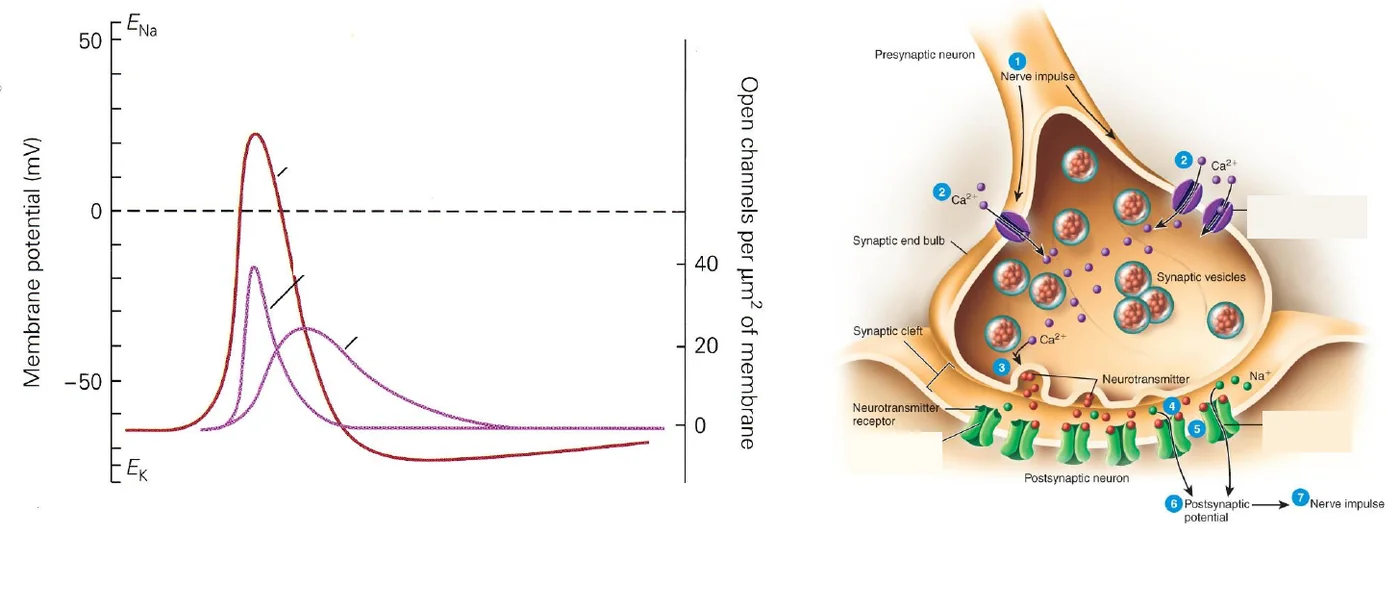 E_Na
50
0
−50
E_K
Membrane potential (mV)
40
20
0
Open channels per μm² of membrane
Presynaptic neuron
1
Nerve impulse
2
Ca²⁺
2
Ca²⁺
Synaptic end bulb
Synaptic vesicles
Synaptic cleft
Ca²⁺
3
Neurotransmitter
Na⁺
Neurotransmitter
receptor
4
5
Postsynaptic neuron
6 Postsynaptic
potential
7 Nerve impulse